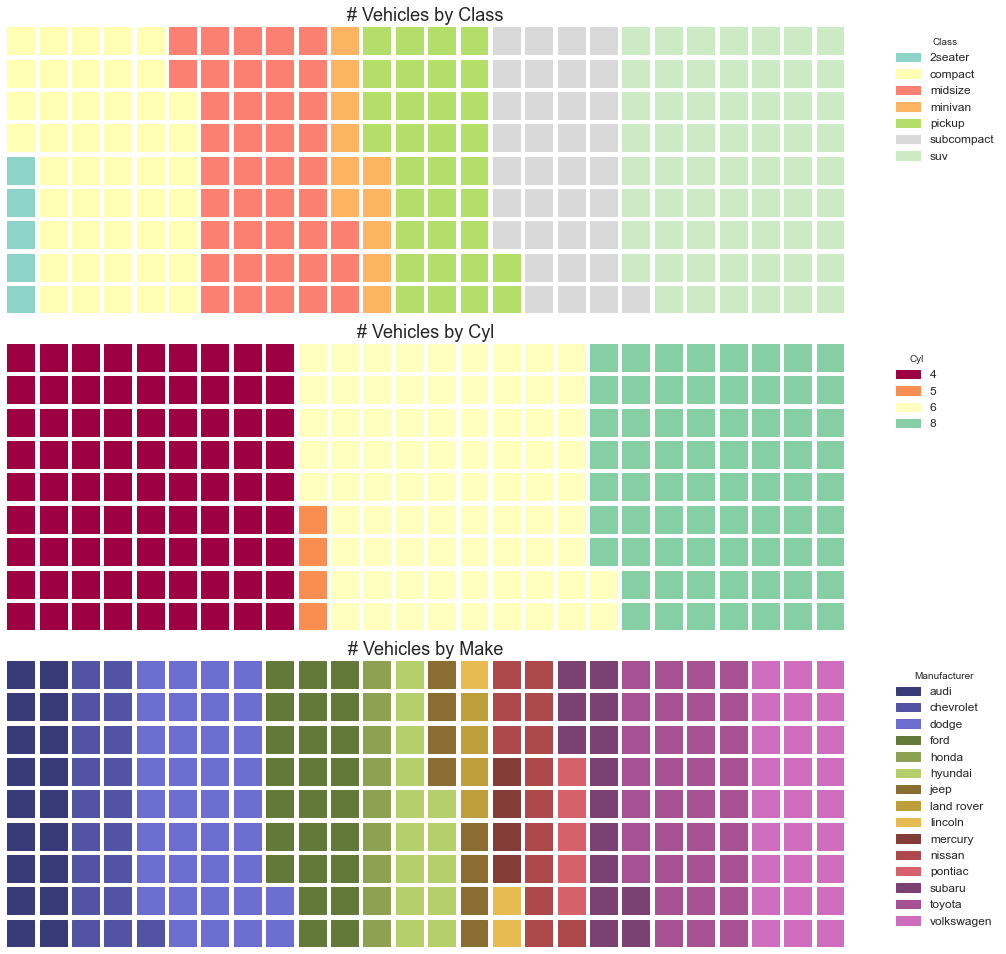 # Vehicles by Class
Class
2seater
compact
midsize
minivan
pickup
subcompact
suv
# Vehicles by Cyl
Cyl
4
5
6
8
# Vehicles by Make
Manufacturer
audi
chevrolet
dodge
ford
honda
hyundai
jeep
land rover
lincoln
mercury
nissan
pontiac
subaru
toyota
volkswagen